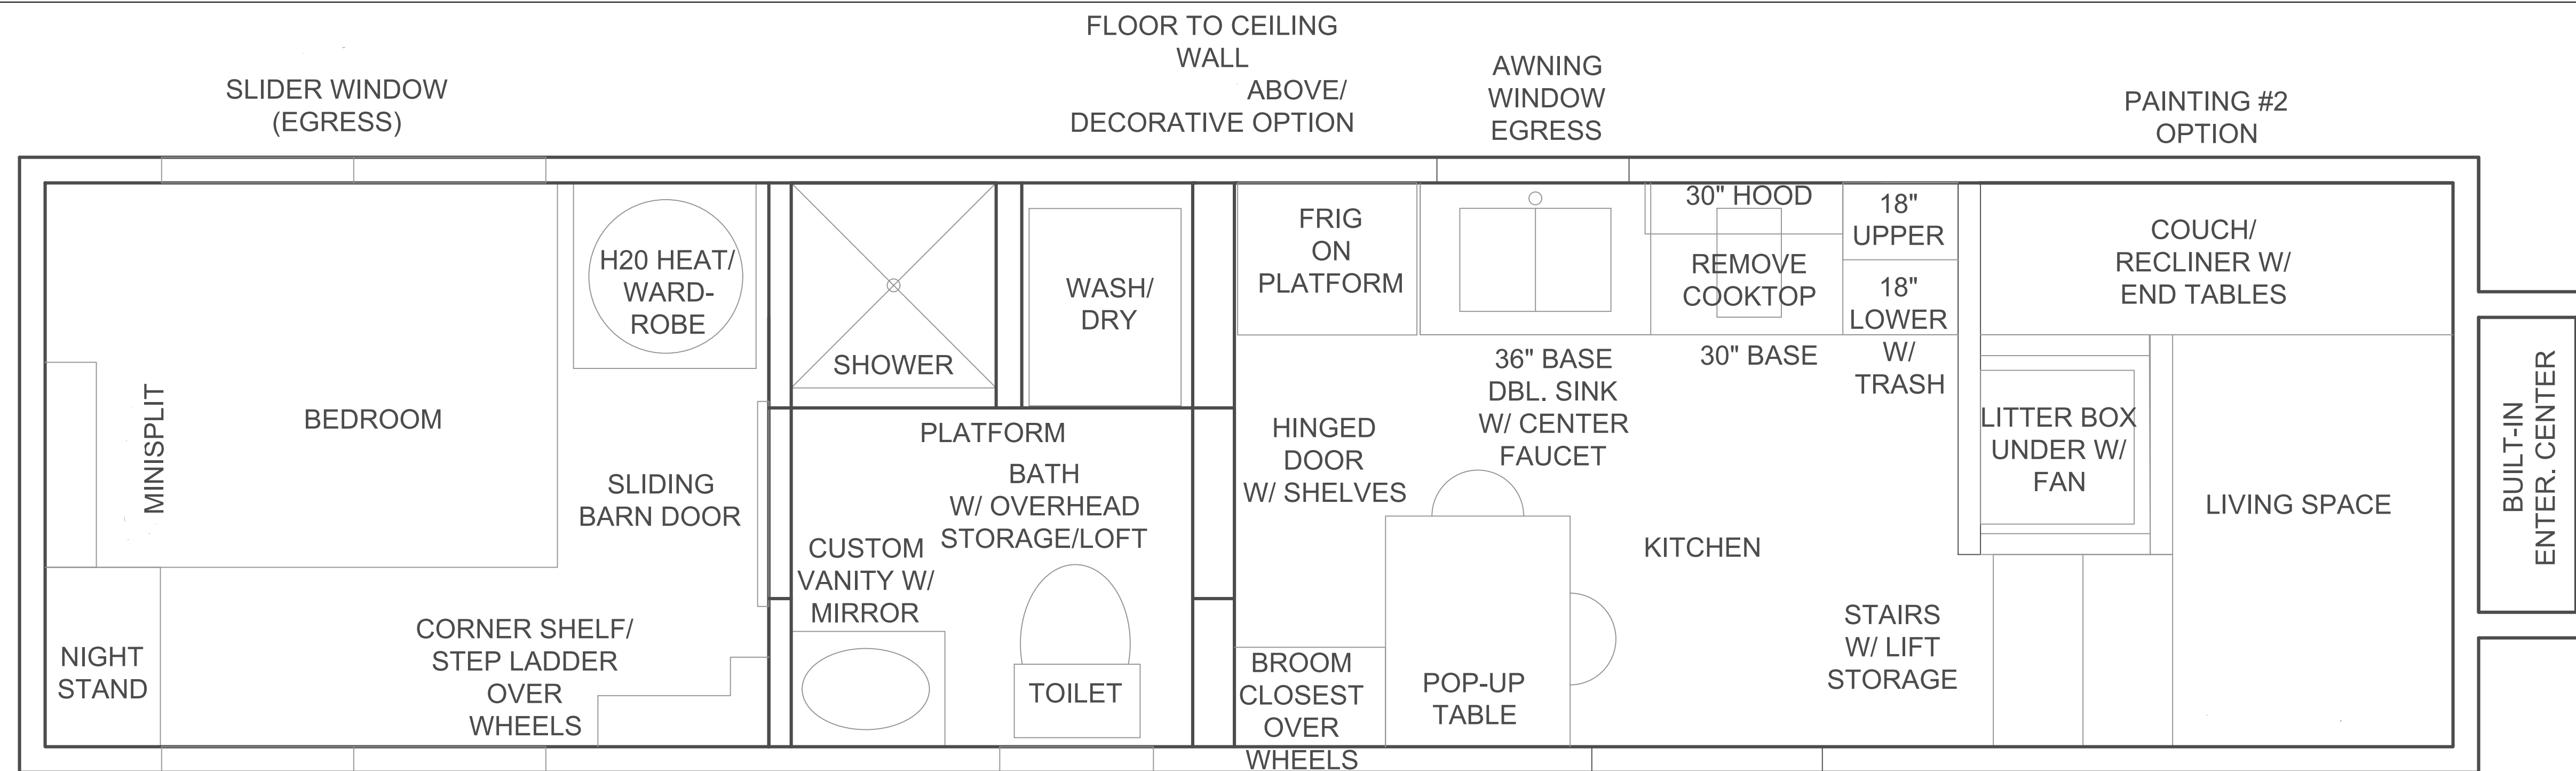 FLOOR TO CEILING
WALL
ABOVE/
DECORATIVE OPTION
SLIDER WINDOW
(EGRESS)
AWNING
WINDOW
EGRESS
PAINTING #2
OPTION
H20 HEAT/
WARD-
ROBE
SHOWER
WASH/
DRY
FRIG
ON
PLATFORM
30" HOOD
REMOVE
COOKTOP
18"
UPPER
18"
LOWER
W/
TRASH
COUCH/
RECLINER W/
END TABLES
MINISPLIT
BEDROOM
SLIDING
BARN DOOR
PLATFORM
BATH
W/ OVERHEAD
STORAGE/LOFT
CUSTOM
VANITY W/
MIRROR
HINGED
DOOR
W/ SHELVES
36" BASE
DBL. SINK
W/ CENTER
FAUCET
30" BASE
KITCHEN
LITTER BOX
UNDER W/
FAN
LIVING SPACE
BUILT-IN
ENTER. CENTER
NIGHT
STAND
CORNER SHELF/
STEP LADDER
OVER
WHEELS
TOILET
BROOM
CLOSEST
OVER
WHEELS
POP-UP
TABLE
STAIRS
W/ LIFT
STORAGE